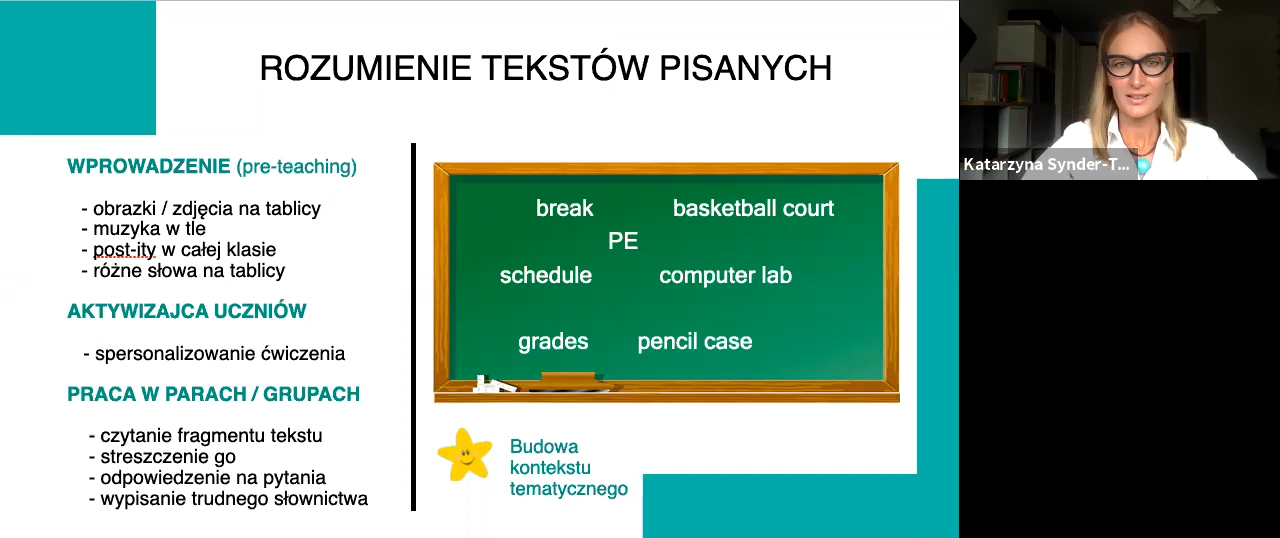 ROZUMIENIE TEKSTÓW PISANYCH
WPROWADZENIE (pre-teaching)
- obrazki / zdjęcia na tablicy
- muzyka w tle
- post-ity w całej klasie
- różne słowa na tablicy
AKTYWIZAJCA UCZNIÓW
- spersonalizowanie ćwiczenia
PRACA W PARACH / GRUPACH
- czytanie fragmentu tekstu
- streszczenie go
- odpowiedzenie na pytania
- wypisanie trudnego słownictwa
break basketball court
PE
schedule computer lab
grades pencil case
Budowa
kontekstu
tematycznego
Katarzyna Synder-T...